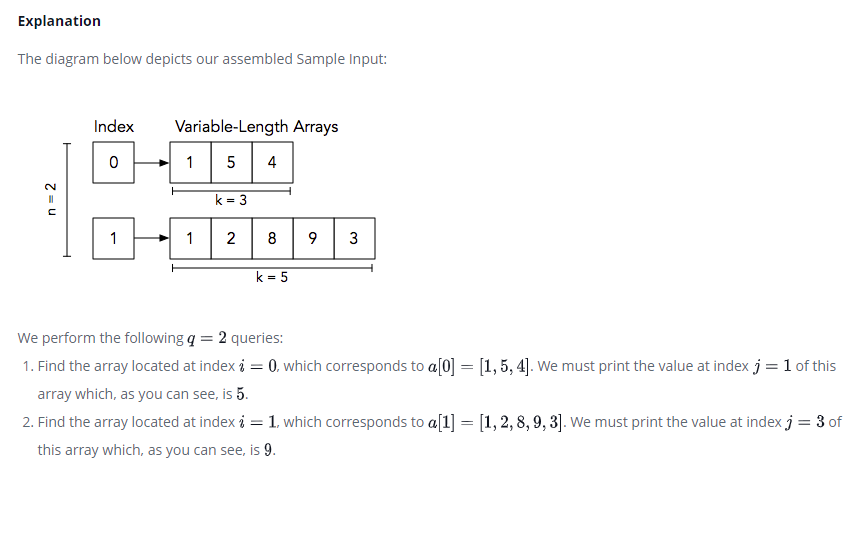 Explanation
The diagram below depicts our assembled Sample Input:
Index Variable-Length Arrays
n = 2
0 1 5 4
k = 3
1 1 2 8 9 3
k = 5
We perform the following q = 2 queries:
1. Find the array located at index i = 0, which corresponds to a[0] = [1, 5, 4]. We must print the value at index j = 1 of this
array which, as you can see, is 5.
2. Find the array located at index i = 1, which corresponds to a[1] = [1, 2, 8, 9, 3]. We must print the value at index j = 3 of
this array which, as you can see, is 9.